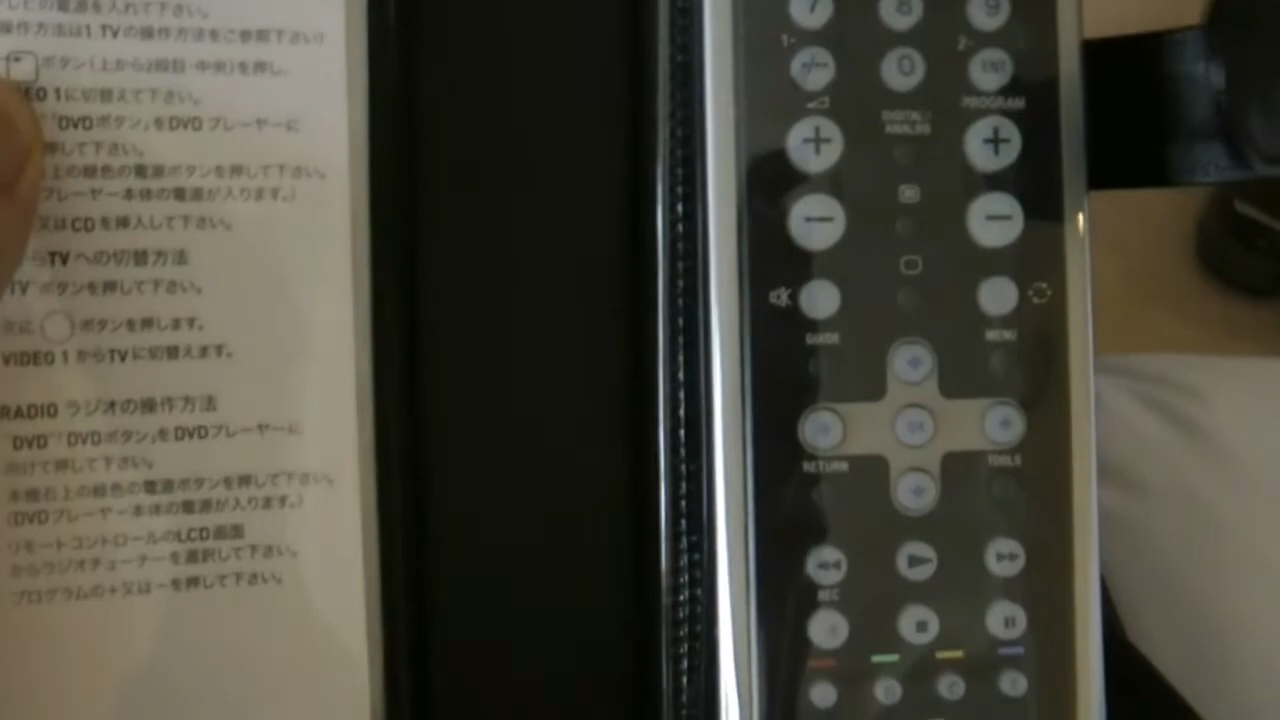 レビの電源を入れて下さい。
操作方法は1.TVの操作方法をご参照下さい)
ボタン(上から2段目・中央)を押し、
EO 1に切替えて下さい。
"DVDボタン」をDVD プレーヤーに
押して下さい。
上の緑色の電源ボタンを押して下さい。
プレーヤー本体の電源が入ります。)
又はCDを挿入して下さい。
らTVへの切替方法
TV ボタンを押して下さい。
次に ボタンを押します。
VIDEO 1 からTVに切替えます。
RADIO ラジオの操作方法
"DVD"「DVDボタン」をDVDプレーヤーに
向けて押して下さい。
本機右上の緑色の電源ボタンを押して下さい。
(DVDプレーヤー本体の電源が入ります。)
リモートコントロールのLCD画面
からラジオチューナーを選択して下さい。
プログラムの+又は-を押して下さい。
7 8 9
1- 2-
-/-- 0 ENT
PROGRAM
DIGITAL/
ANALOG
+ +
- -
GUIDE MENU
OK
RETURN TOOLS
REC